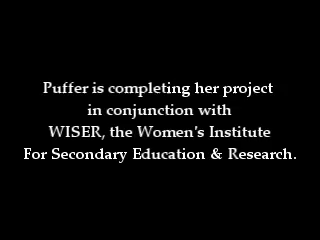 Puffer is completing her project
in conjunction with
WISER, the Women's Institute
For Secondary Education & Research.